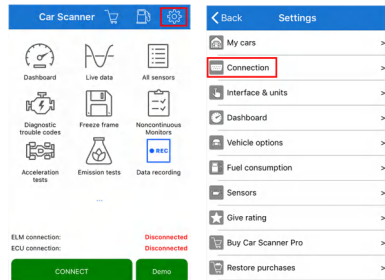 Car Scanner
Dashboard
Live data
All sensors
Diagnostic
trouble codes
Freeze frame
Noncontinuous
Monitors
Acceleration
tests
Emission tests
REC
Data recording
...
ELM connection:
Disconnected
ECU connection:
Disconnected
CONNECT
Demo
Back
Settings
My cars
Connection
Interface & units
Dashboard
Vehicle options
Fuel consumption
Sensors
Give rating
Buy Car Scanner Pro
Restore purchases